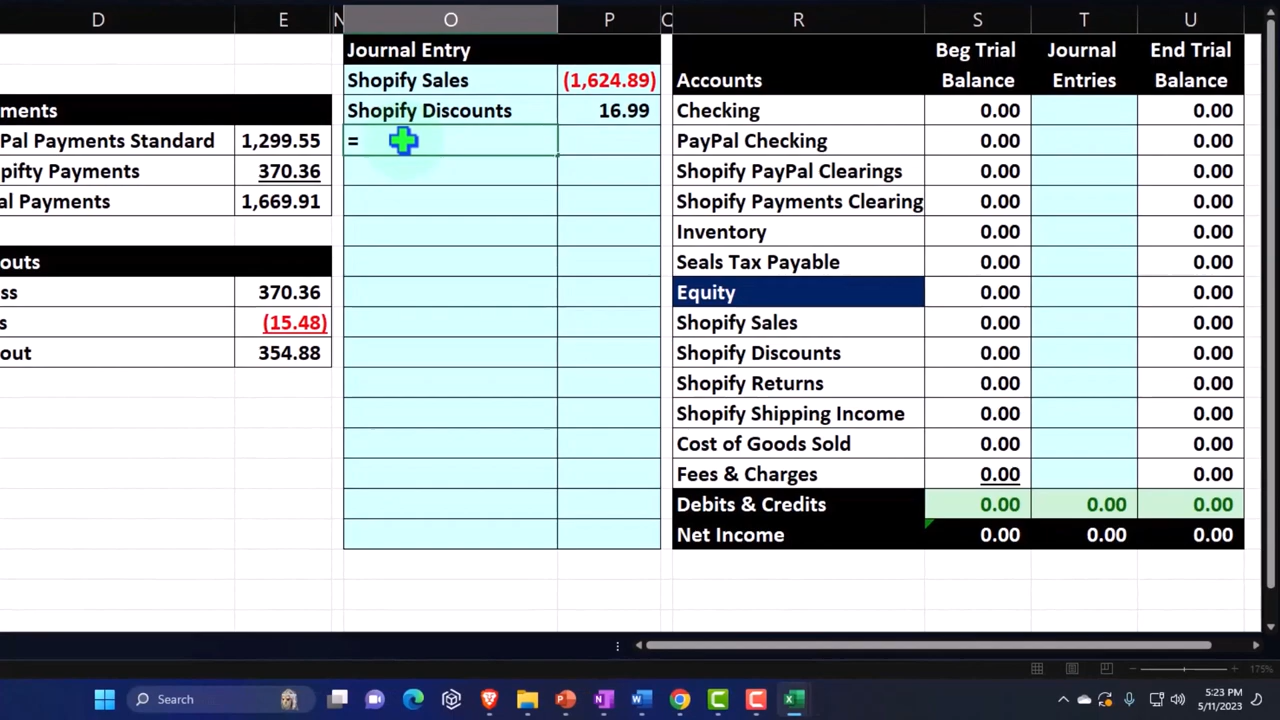 D E N O P Q R S T U
Journal Entry Beg Trial Journal End Trial
Shopify Sales (1,624.89) Accounts Balance Entries Balance
ments Shopify Discounts 16.99 Checking 0.00 0.00
Pal Payments Standard 1,299.55 = PayPal Checking 0.00 0.00
pifty Payments 370.36 Shopify PayPal Clearings 0.00 0.00
al Payments 1,669.91 Shopify Payments Clearing 0.00 0.00
Inventory 0.00 0.00
outs Seals Tax Payable 0.00 0.00
ss 370.36 Equity 0.00 0.00
s (15.48) Shopify Sales 0.00 0.00
out 354.88 Shopify Discounts 0.00 0.00
Shopify Returns 0.00 0.00
Shopify Shipping Income 0.00 0.00
Cost of Goods Sold 0.00 0.00
Fees & Charges 0.00 0.00
Debits & Credits 0.00 0.00 0.00
Net Income 0.00 0.00 0.00
175%
Search 5:23 PM
5/11/2023